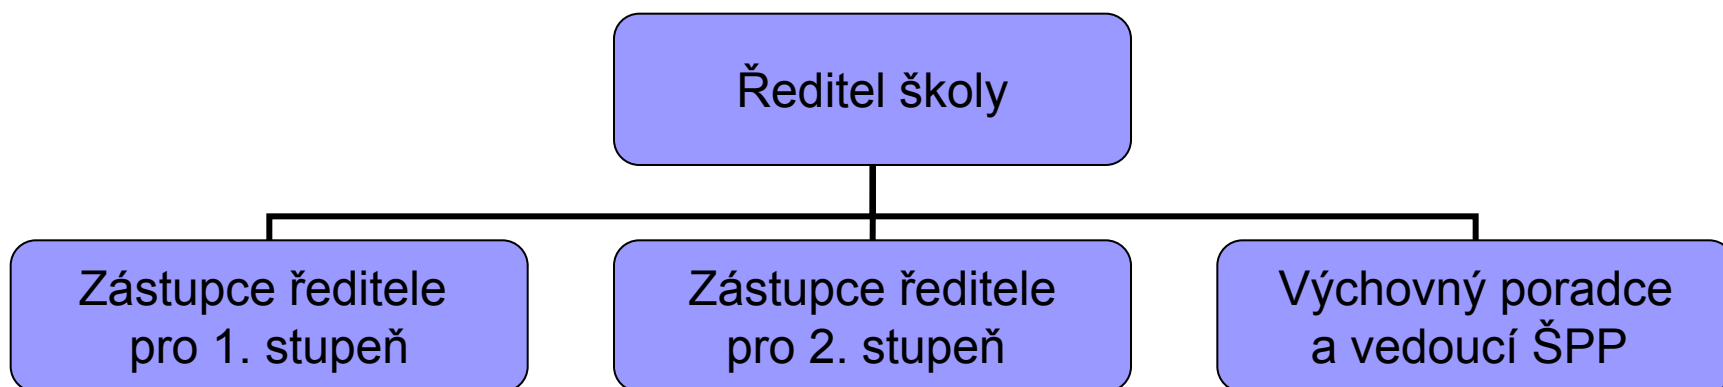 Ředitel školy
Zástupce ředitele
pro 1. stupeň
Zástupce ředitele
pro 2. stupeň
Výchovný poradce
a vedoucí ŠPP